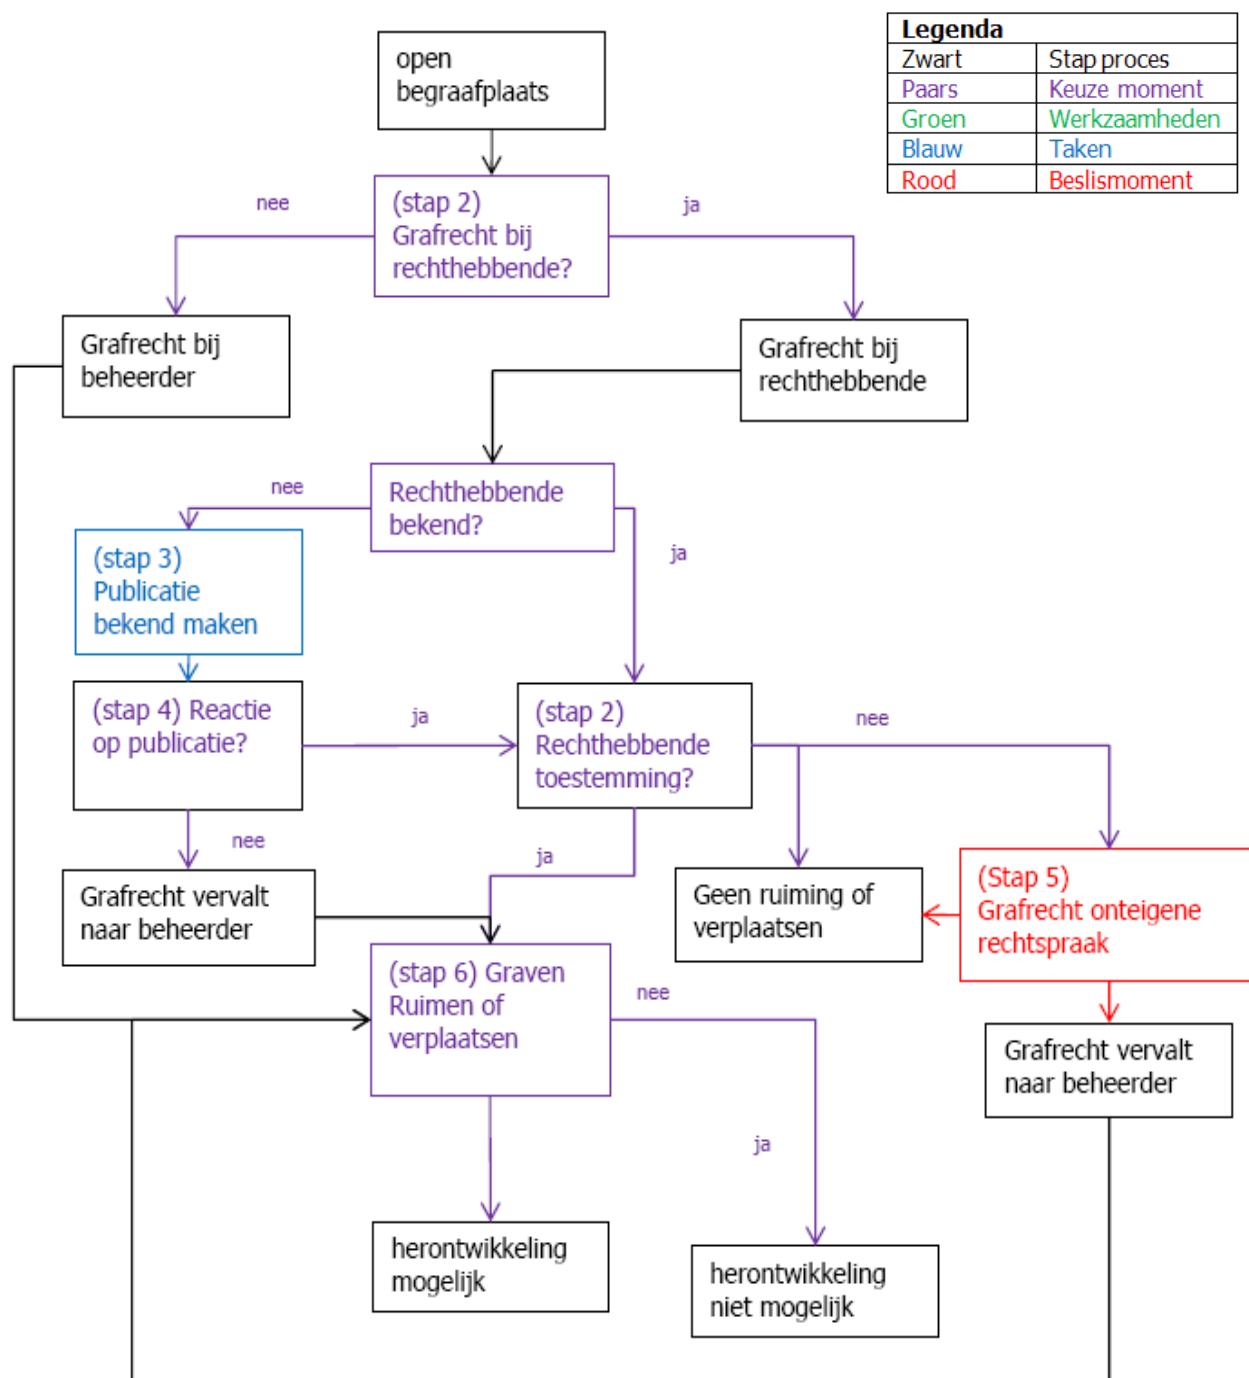 Legenda
Zwart Stap proces
Paars Keuze moment
Groen Werkzaamheden
Blauw Taken
Rood Beslismoment
open
begraafplaats
nee
ja
(stap 2)
Grafrecht bij
rechthebbende?
Grafrecht bij
beheerder
Grafrecht bij
rechthebbende
nee
Rechthebbende
bekend?
ja
(stap 3)
Publicatie
bekend maken
(stap 4) Reactie
op publicatie?
ja
(stap 2)
Rechthebbende
toestemming?
nee
nee
ja
Grafrecht vervalt
naar beheerder
Geen ruiming of
verplaatsen
(Stap 5)
Grafrecht onteigene
rechtspraak
(stap 6) Graven
Ruimen of
verplaatsen
nee
Grafrecht vervalt
naar beheerder
ja
herontwikkeling
mogelijk
herontwikkeling
niet mogelijk